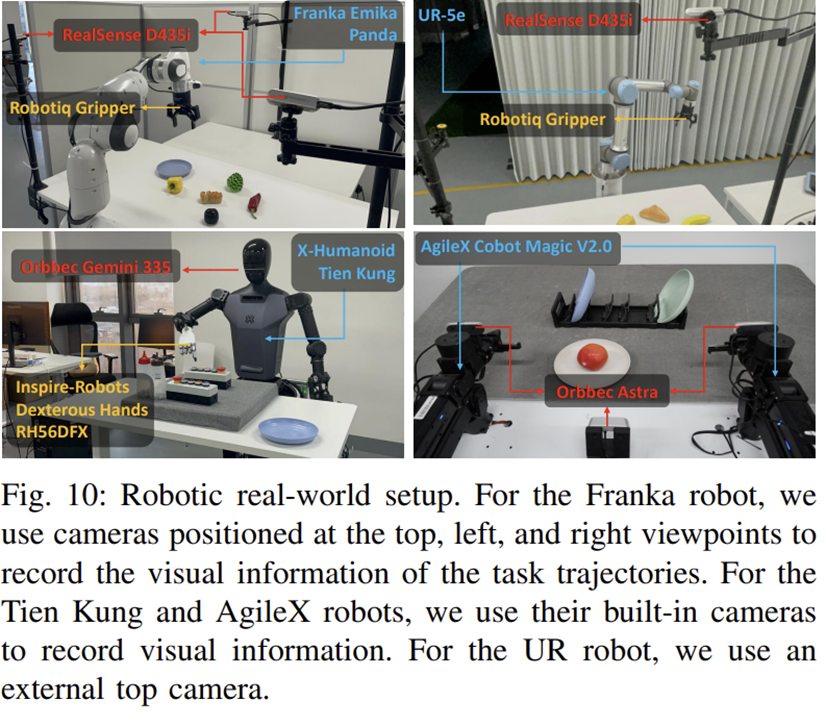 RealSense D435i
Franka Emika
Panda
Robotiq Gripper
UR-5e
RealSense D435i
Robotiq Gripper
Orbbec Gemini 335
X-Humanoid
Tien Kung
Inspire-Robots
Dexterous Hands
RH56DFX
AgileX Cobot Magic V2.0
Orbbec Astra
Fig. 10: Robotic real-world setup. For the Franka robot, we
use cameras positioned at the top, left, and right viewpoints to
record the visual information of the task trajectories. For the
Tien Kung and AgileX robots, we use their built-in cameras
to record visual information. For the UR robot, we use an
external top camera.